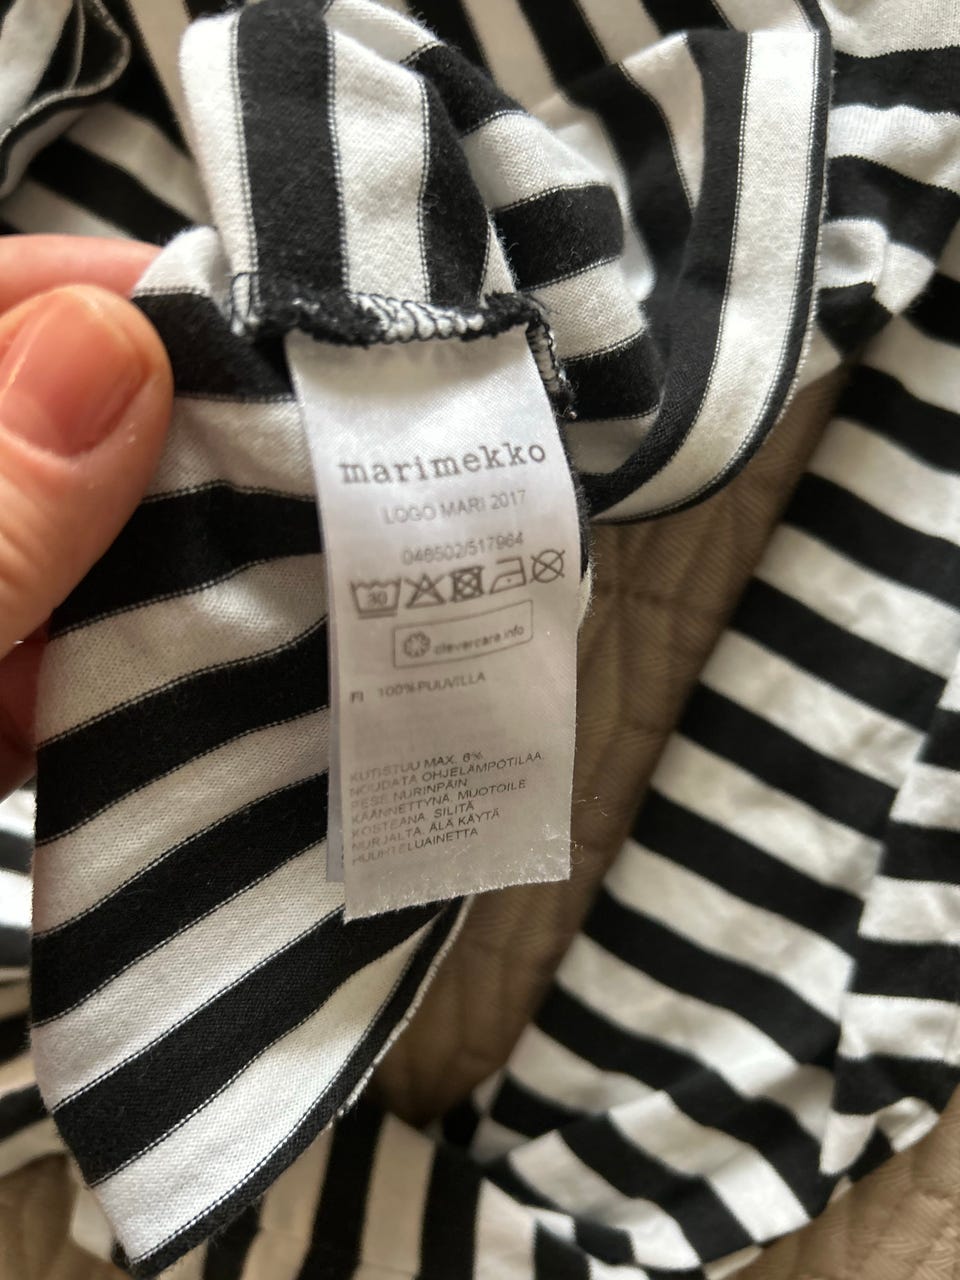 marimekko
LOGO MARI 2017
046502/517964
30
clevercare.info
FI 100% PUUVILLA
KUTISTUU MAX. 6%
NOUDATA OHJELÄMPÖTILAA.
PESE NURINPÄIN
KÄÄNNETTYNÄ. MUOTOILE
KOSTEANA. SILITÄ
NURJALTA. ÄLÄ KÄYTÄ
HUUHTELUAINETTA